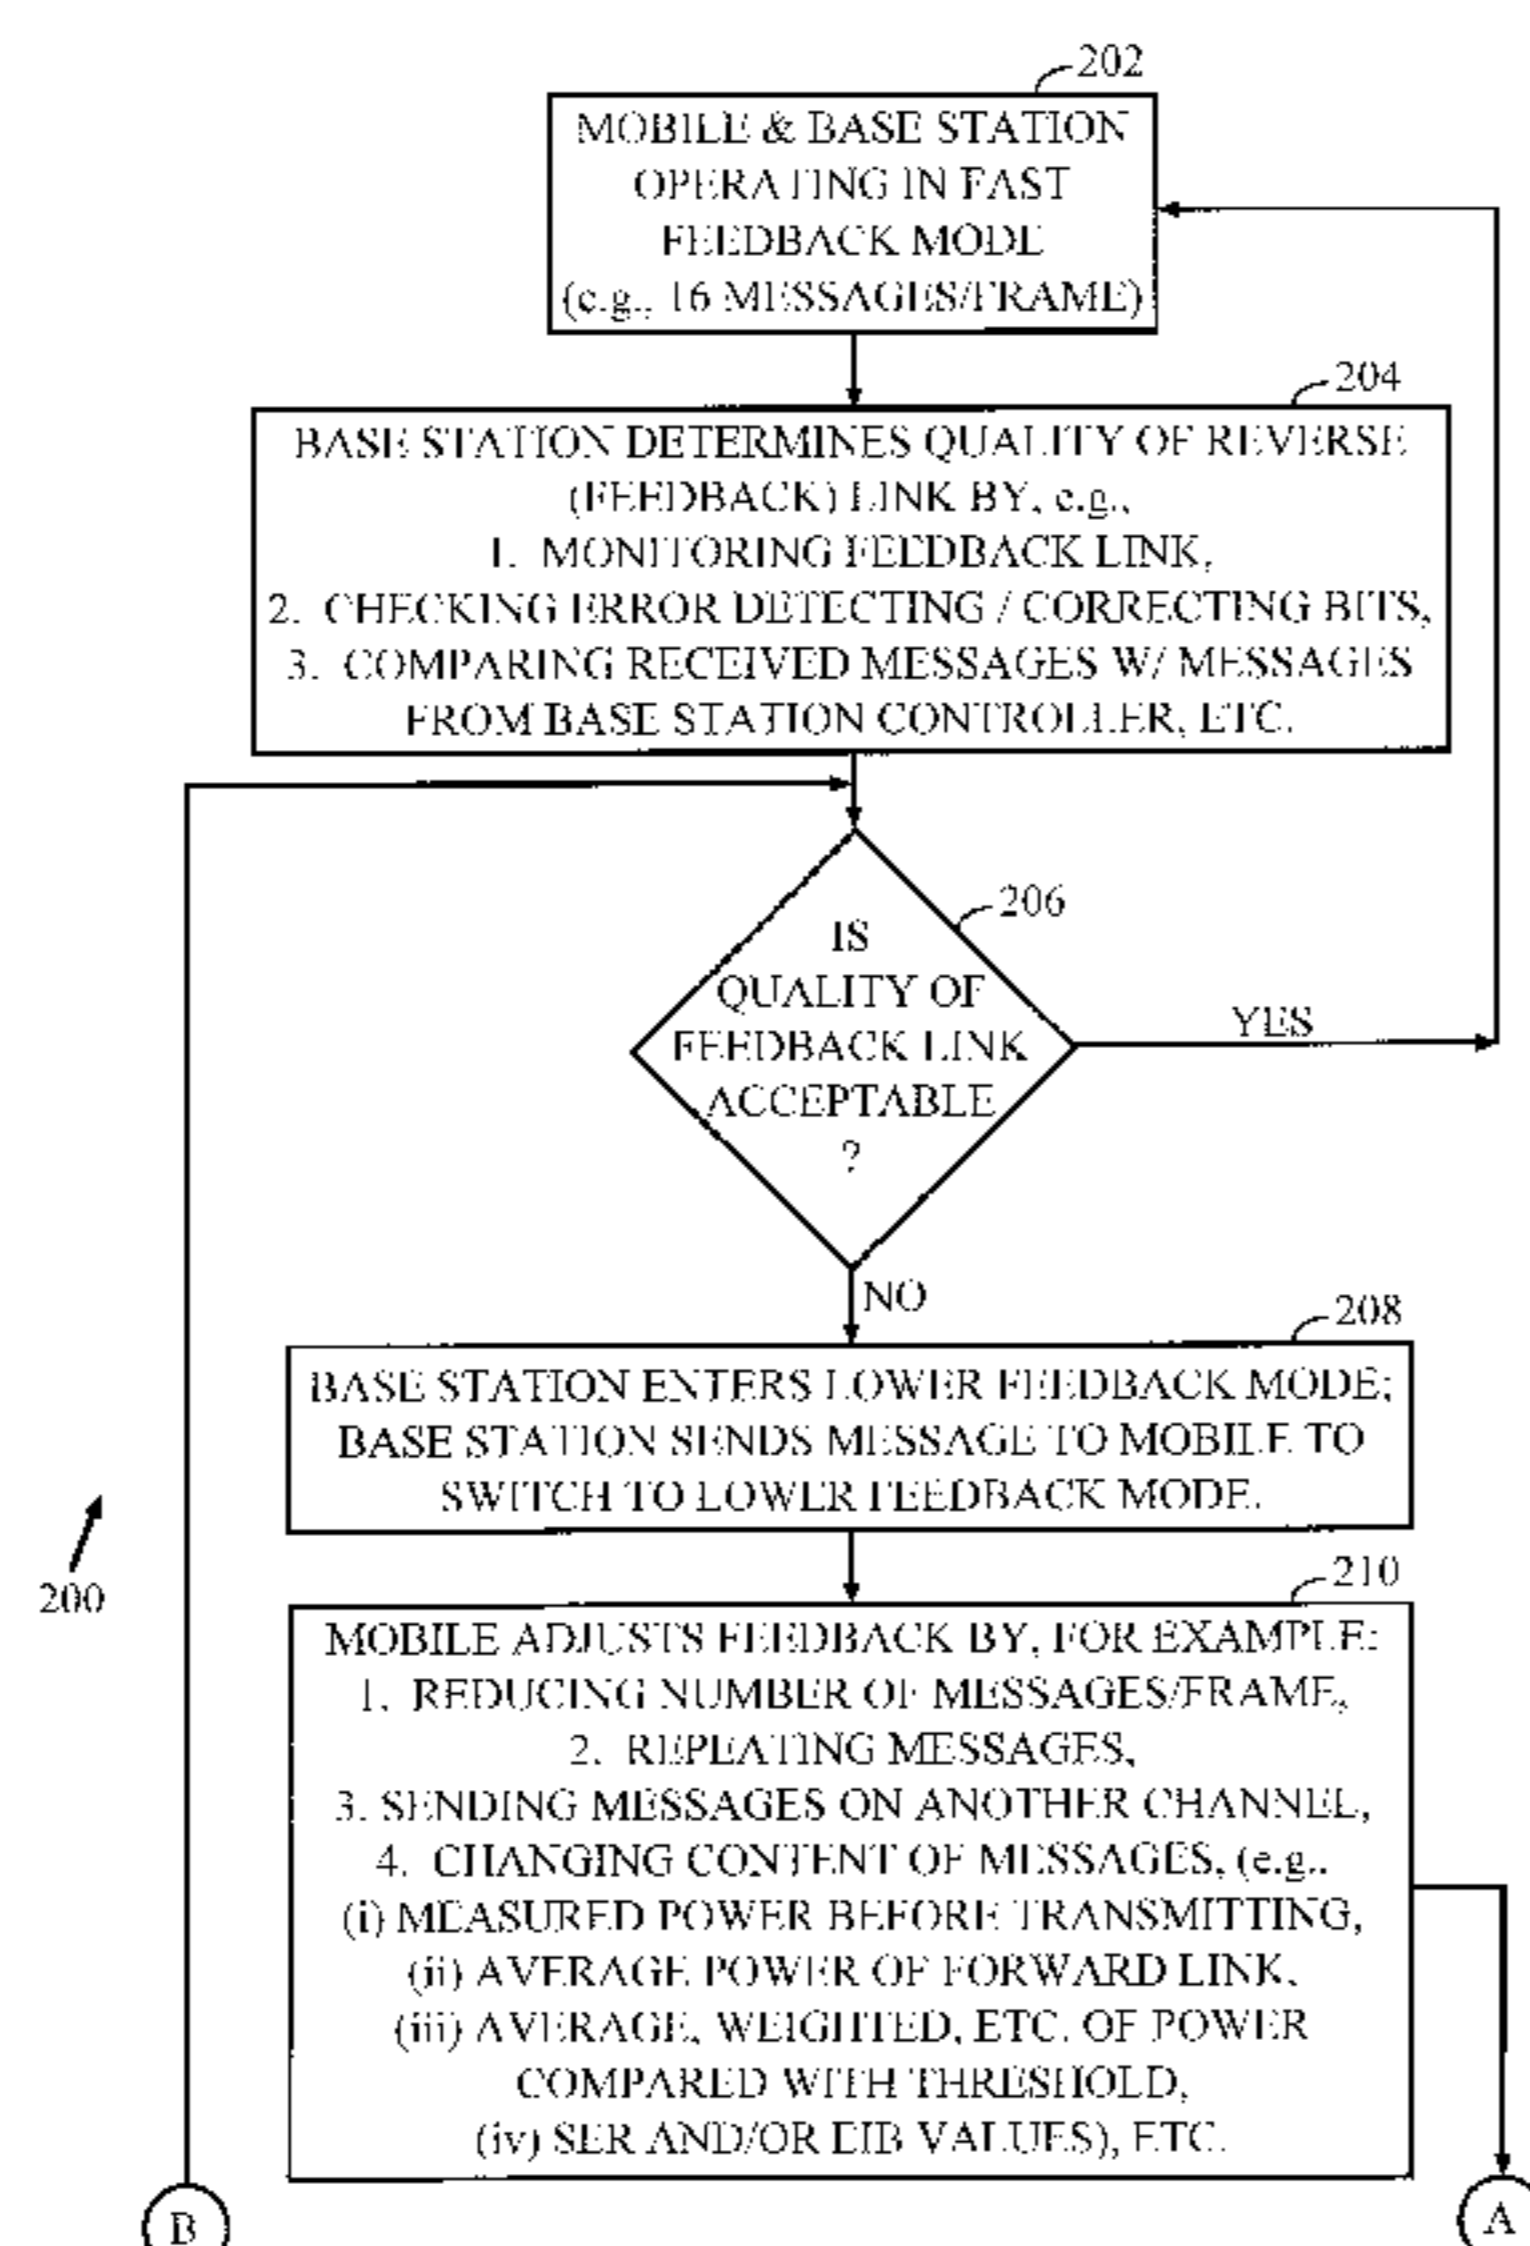 202
MOBILE & BASE STATION
OPERATING IN FAST
FEEDBACK MODE
(e.g., 16 MESSAGES/FRAME)
204
BASE STATION DETERMINES QUALITY OF REVERSE
(FEEDBACK) LINK BY, e.g.,
1. MONITORING FEEDBACK LINK,
2. CHECKING ERROR DETECTING / CORRECTING BITS,
3. COMPARING RECEIVED MESSAGES W/ MESSAGES
FROM BASE STATION CONTROLLER, ETC.
206
IS
QUALITY OF
FEEDBACK LINK
ACCEPTABLE
?
YES
NO
208
BASE STATION ENTERS LOWER FEEDBACK MODE;
BASE STATION SENDS MESSAGE TO MOBILE TO
SWITCH TO LOWER FEEDBACK MODE.
200
210
MOBILE ADJUSTS FEEDBACK BY, FOR EXAMPLE:
1. REDUCING NUMBER OF MESSAGES/FRAME,
2. REPEATING MESSAGES,
3. SENDING MESSAGES ON ANOTHER CHANNEL,
4. CHANGING CONTENT OF MESSAGES, (e.g.,
(i) MEASURED POWER BEFORE TRANSMITTING,
(ii) AVERAGE POWER OF FORWARD LINK,
(iii) AVERAGE, WEIGHTED, ETC. OF POWER
COMPARED WITH THRESHOLD,
(iv) SER AND/OR EIB VALUES), ETC.
B
A